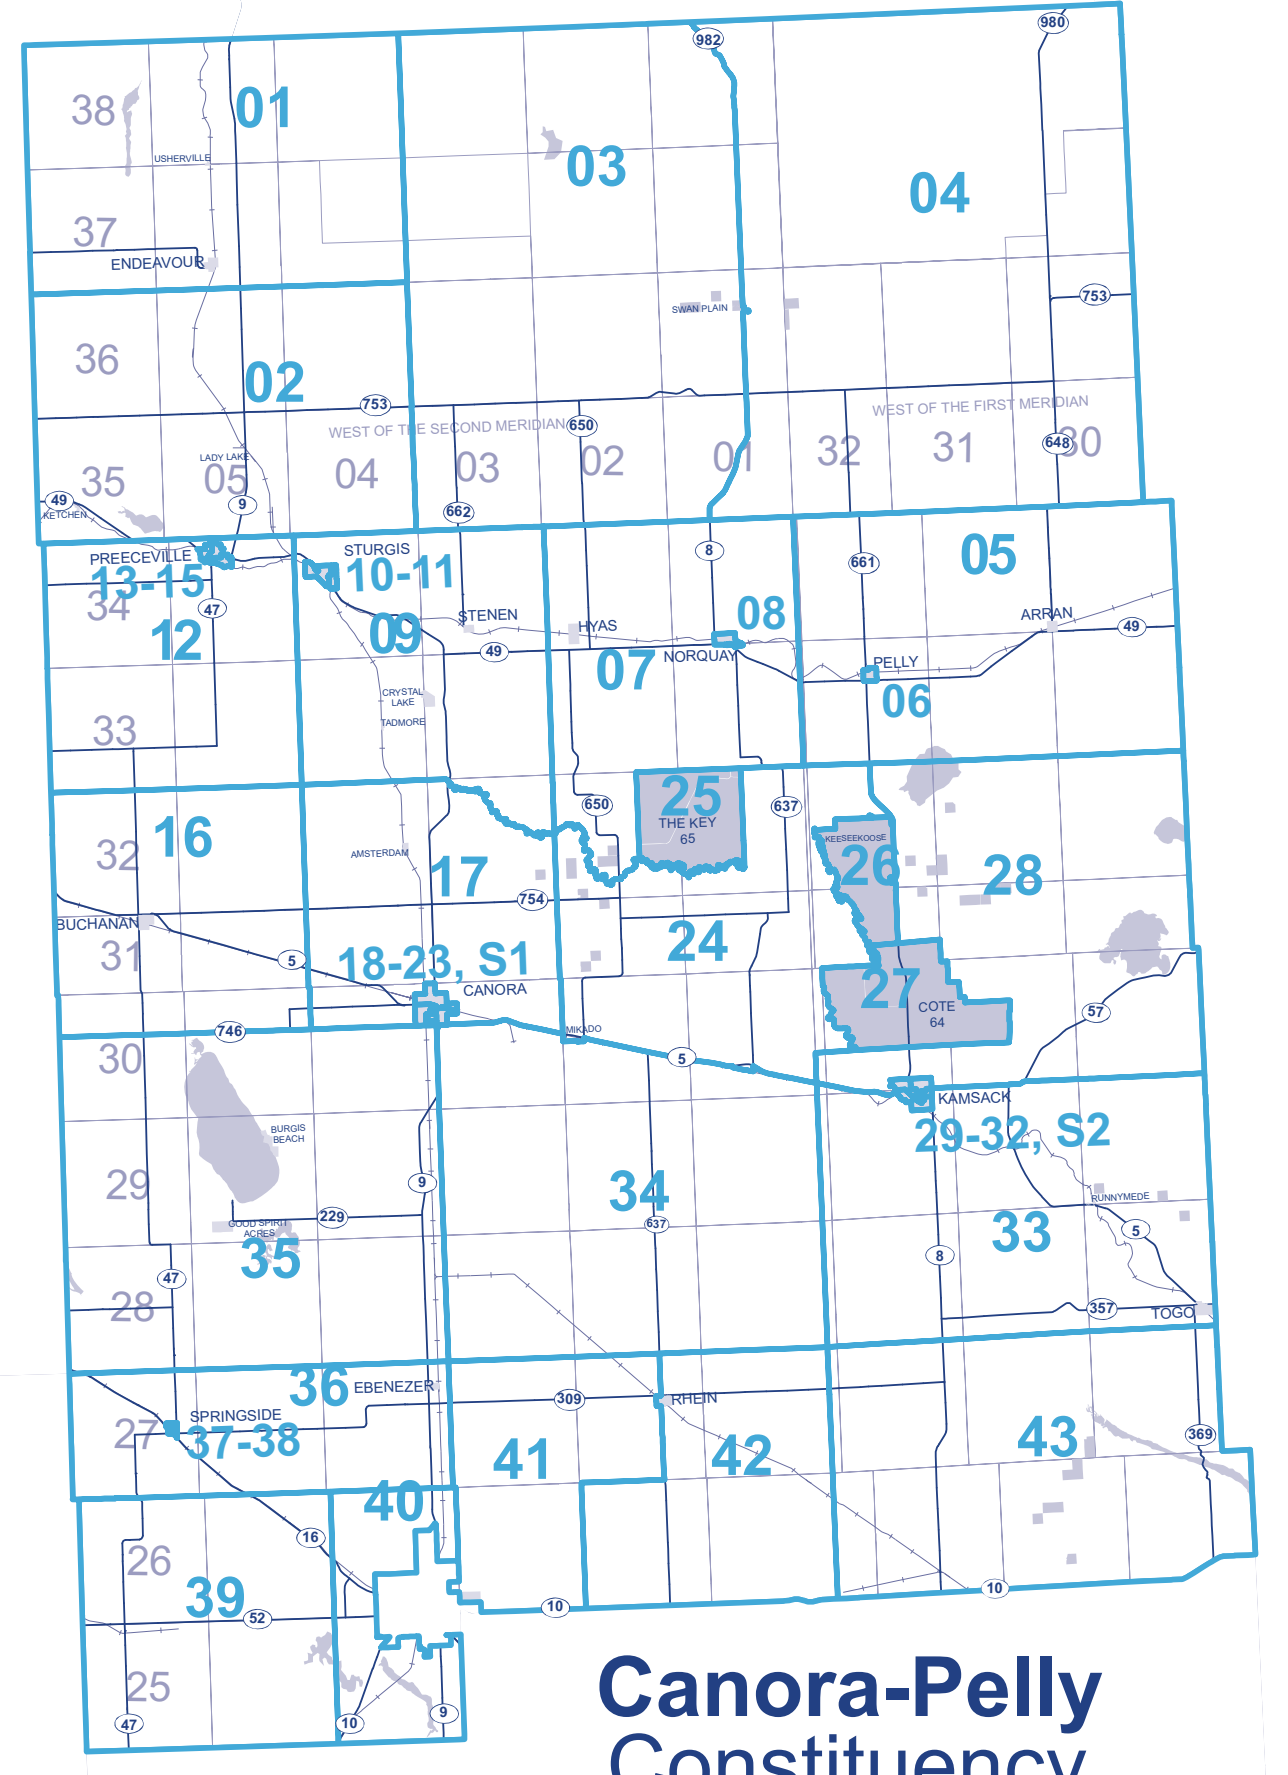 980
982
38
01
USHERVILLE
03
04
37
ENDEAVOUR
753
SWAN PLAIN
36
02
753
WEST OF THE SECOND MERIDIAN
650
WEST OF THE FIRST MERIDIAN
LADY LAKE
35
05
04
03
02
01
32
31
648
30
49
KETCHEN
9
662
PREECEVILLE
13-15
34
47
12
STURGIS
10-11
8
661
05
STENEN
HYAS
08
ARRAN
49
09
49
07
NORQUAY
PELLY
06
33
CRYSTAL
LAKE
TADMORE
25
THE KEY
65
650
637
16
32
AMSTERDAM
17
KEESEEKOOSE
26
28
754
BUCHANAN
31
5
18-23, S1
CANORA
24
27
COTE
64
57
746
MIKADO
5
30
KAMSACK
29-32, S2
BURGIS
BEACH
29
9
34
637
RUNNYMEDE
229
GOOD SPIRIT
ACRES
35
33
5
8
47
28
357
TOGO
36
EBENEZER
309
RHEIN
SPRINGSIDE
27
37-38
41
42
43
369
40
16
26
39
52
10
10
25
47
10
9
Canora-Pelly
Constituency